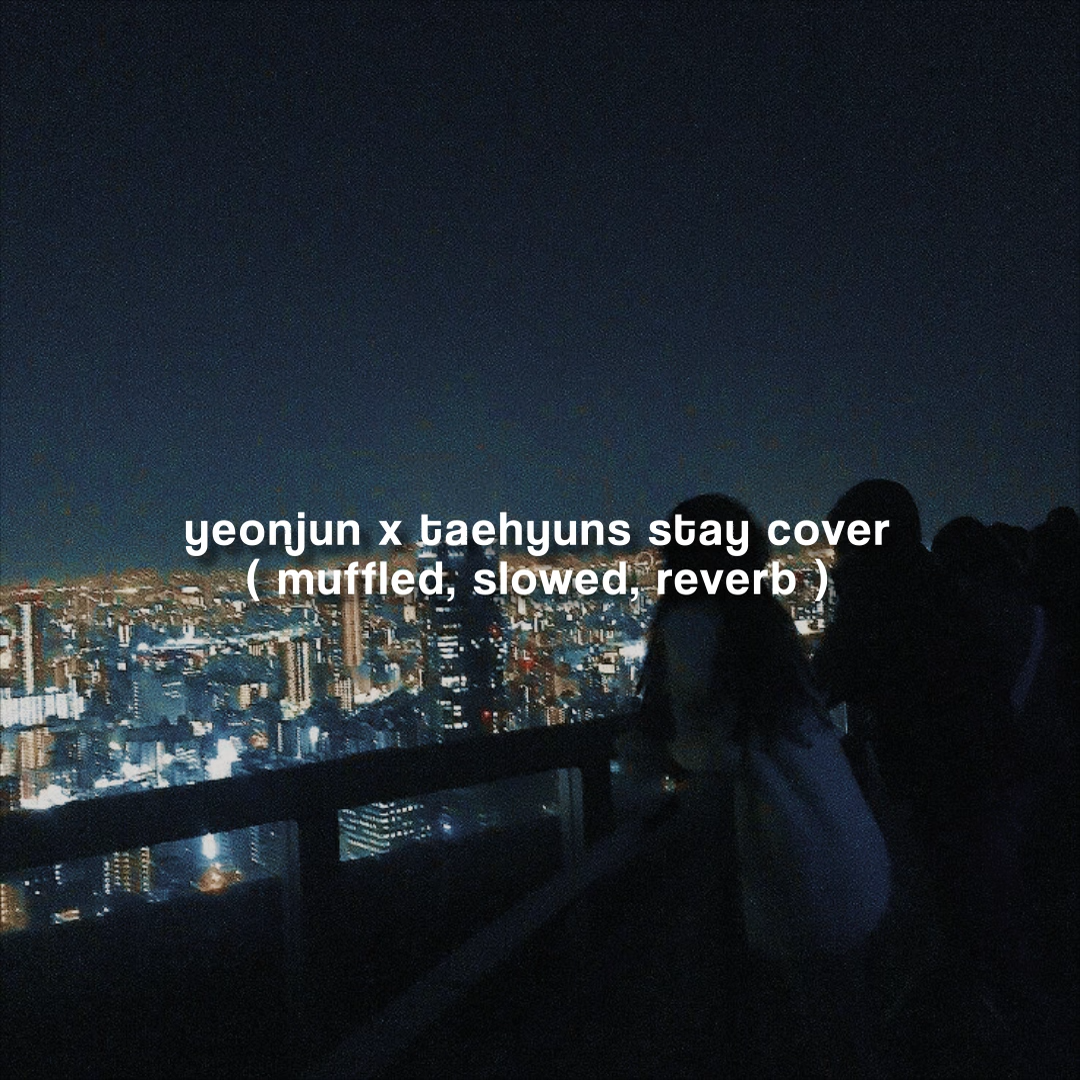 yeonjun x taehyuns stay cover
( muffled, slowed, reverb )